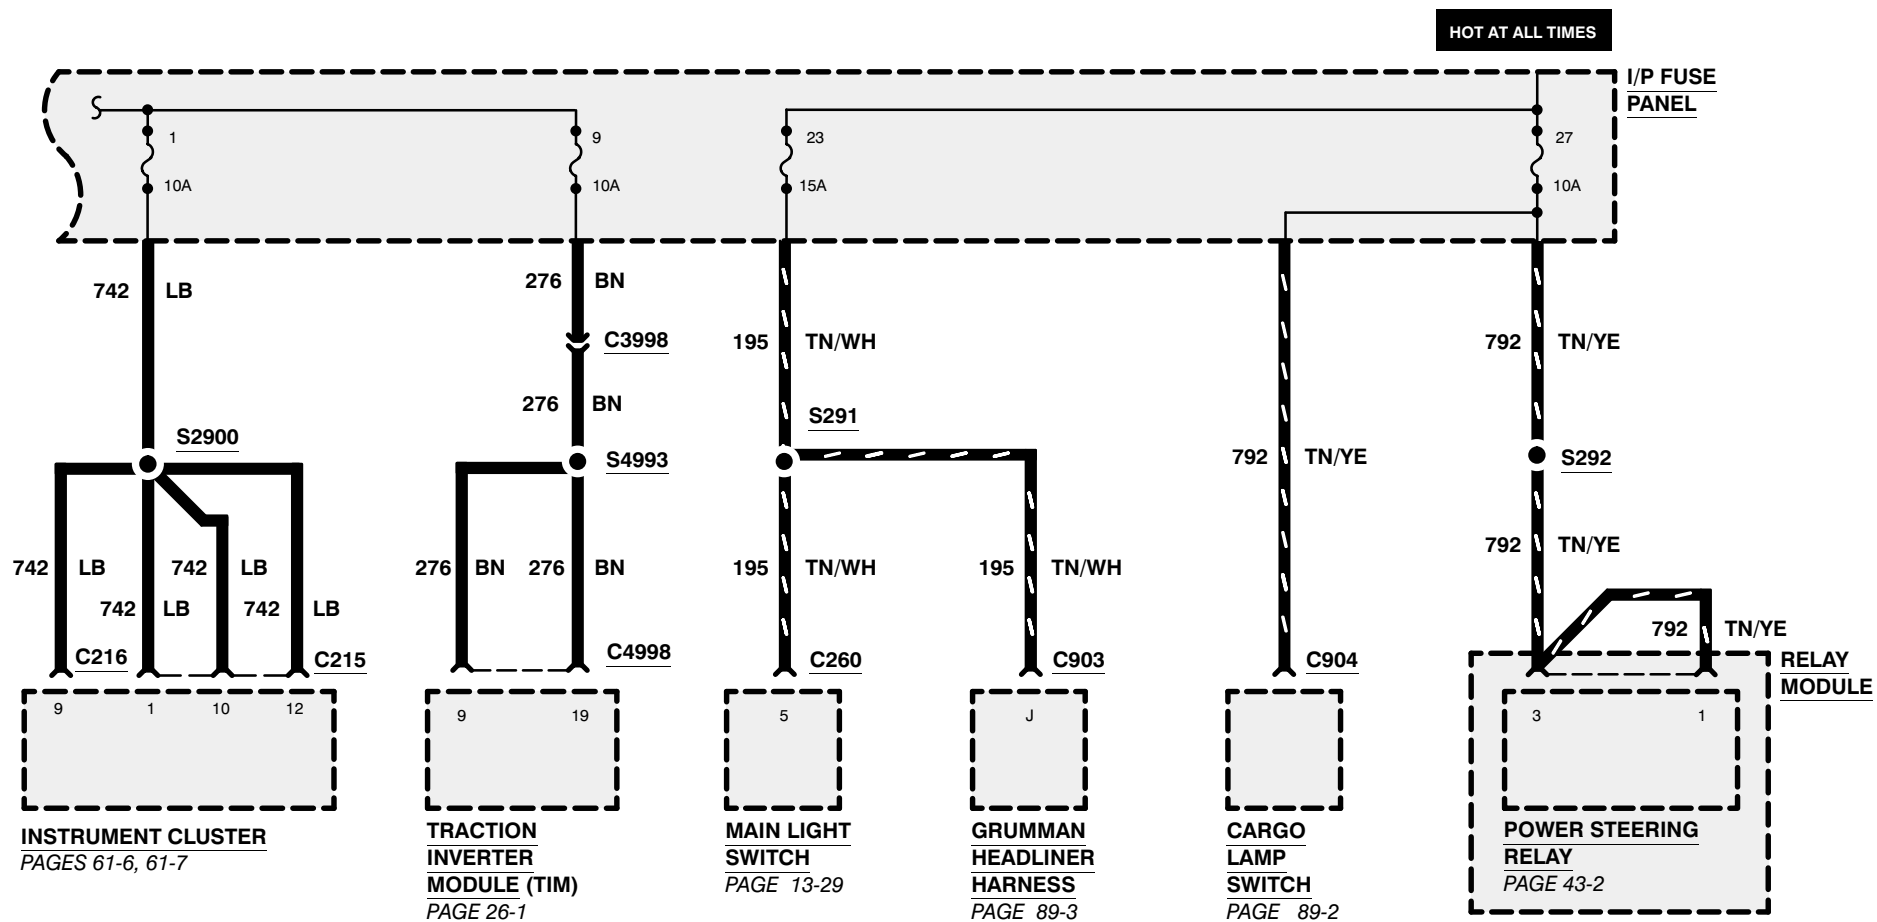 HOT AT ALL TIMES
I/P FUSE
PANEL
1
9
23
27
10A
10A
15A
10A
742 LB
276 BN
C3998
195 TN/WH
792 TN/YE
276 BN
S291
S2900
S4993
792 TN/YE
S292
792 TN/YE
742 LB
742 LB
276 BN
276 BN
195 TN/WH
195 TN/WH
742 LB
742 LB
792 TN/YE
C216
C215
C4998
C260
C903
C904
RELAY
MODULE
9 1 10 12
9 19
5
J
3 1
INSTRUMENT CLUSTER
PAGES 61-6, 61-7
TRACTION
INVERTER
MODULE (TIM)
PAGE 26-1
MAIN LIGHT
SWITCH
PAGE 13-29
GRUMMAN
HEADLINER
HARNESS
PAGE 89-3
CARGO
LAMP
SWITCH
PAGE 89-2
POWER STEERING
RELAY
PAGE 43-2